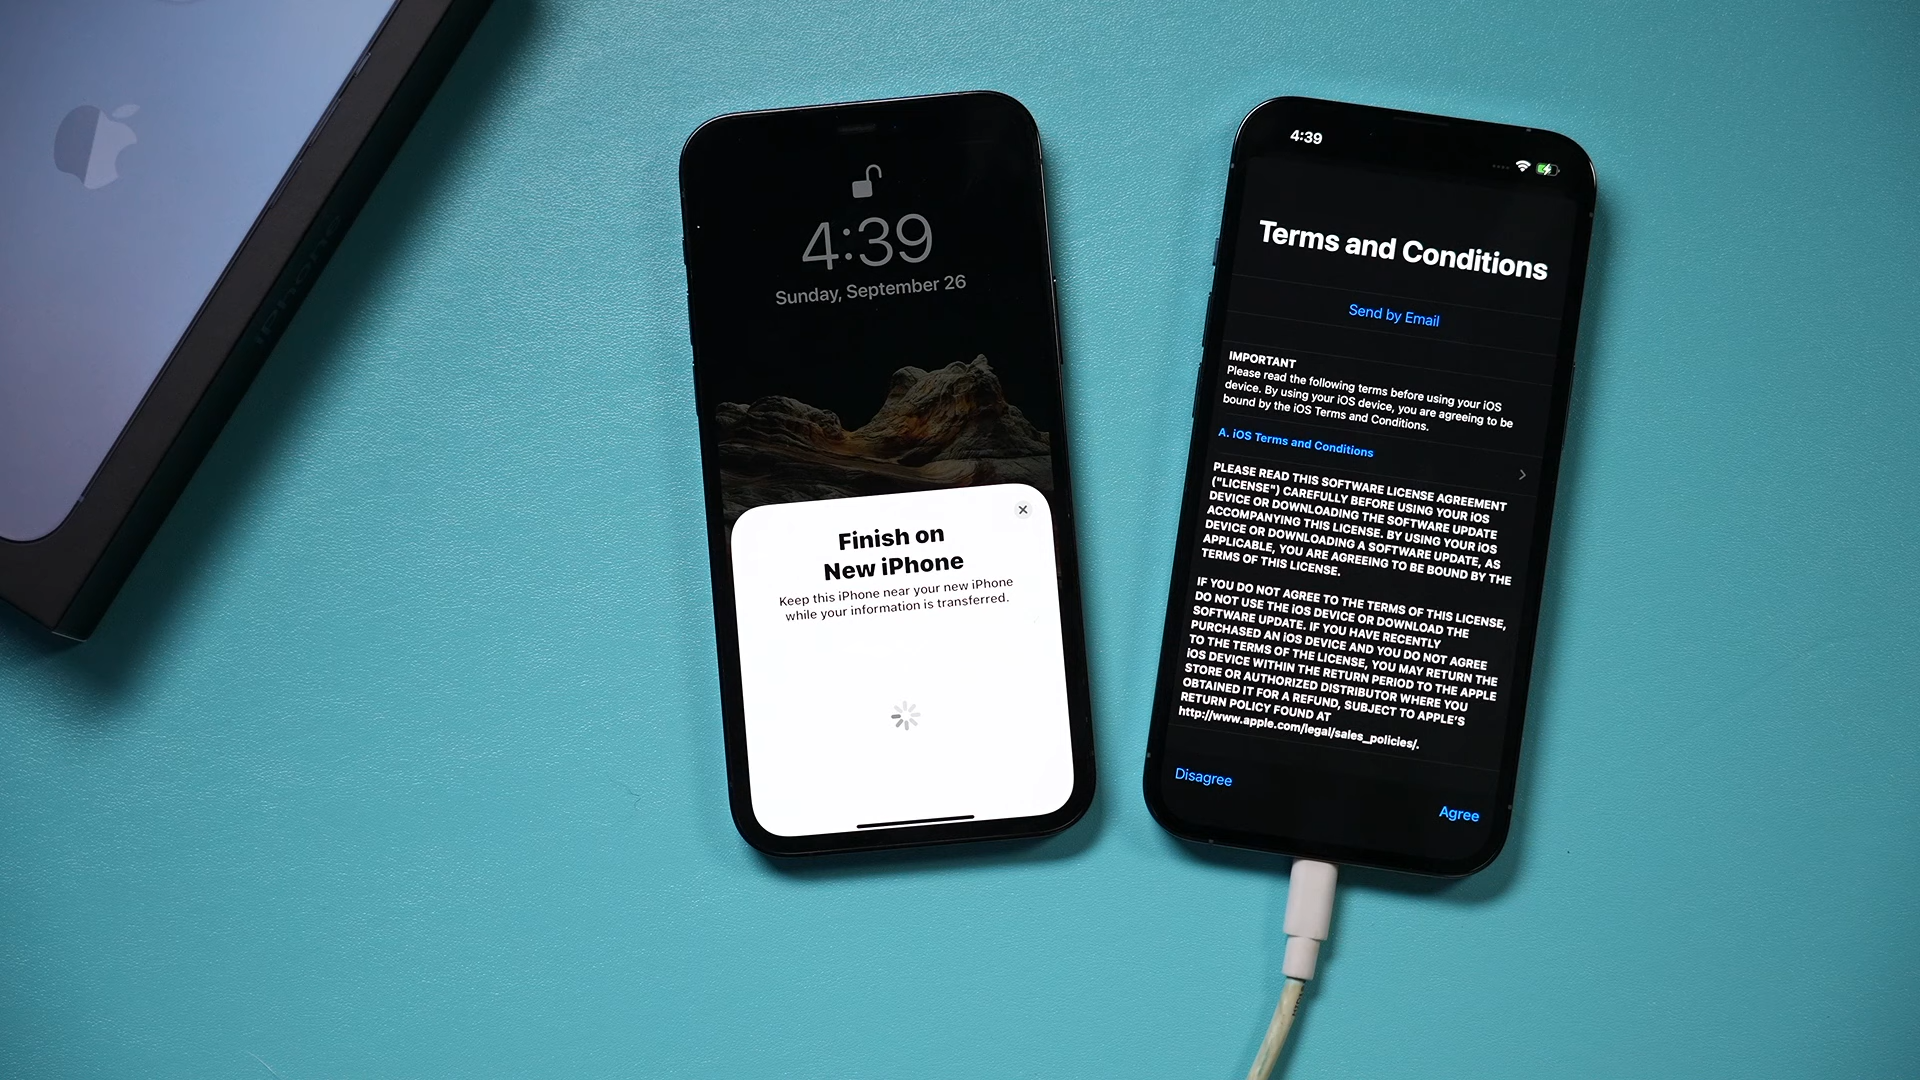 iPhone
4:39
Sunday, September 26
Finish on
New iPhone
Keep this iPhone near your new iPhone
while your information is transferred.
4:39
Terms and Conditions
Send by Email
IMPORTANT
Please read the following terms before using your iOS
device. By using your iOS device, you are agreeing to be
bound by the iOS Terms and Conditions.
A. iOS Terms and Conditions
PLEASE READ THIS SOFTWARE LICENSE AGREEMENT
("LICENSE") CAREFULLY BEFORE USING YOUR iOS
DEVICE OR DOWNLOADING THE SOFTWARE UPDATE
ACCOMPANYING THIS LICENSE. BY USING YOUR iOS
DEVICE OR DOWNLOADING A SOFTWARE UPDATE, AS
APPLICABLE, YOU ARE AGREEING TO BE BOUND BY THE
TERMS OF THIS LICENSE.
IF YOU DO NOT AGREE TO THE TERMS OF THIS LICENSE,
DO NOT USE THE iOS DEVICE OR DOWNLOAD THE
SOFTWARE UPDATE. IF YOU HAVE RECENTLY
PURCHASED AN iOS DEVICE AND YOU DO NOT AGREE
TO THE TERMS OF THE LICENSE, YOU MAY RETURN THE
iOS DEVICE WITHIN THE RETURN PERIOD TO THE APPLE
STORE OR AUTHORIZED DISTRIBUTOR WHERE YOU
OBTAINED IT FOR A REFUND, SUBJECT TO APPLE'S
RETURN POLICY FOUND AT
http://www.apple.com/legal/sales_policies/.
Disagree
Agree